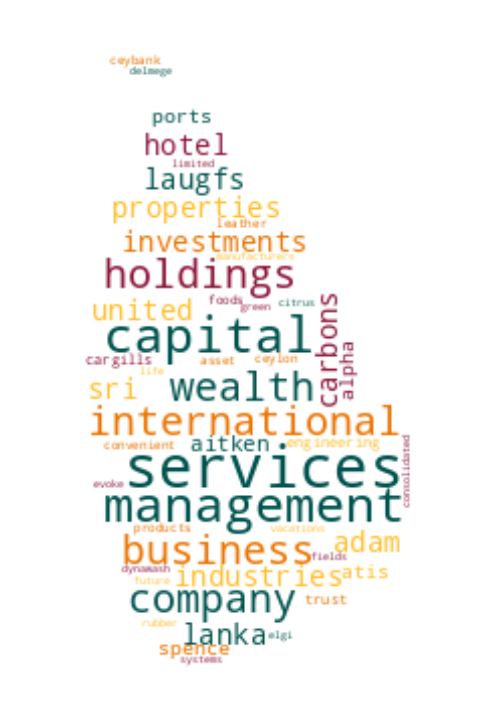 ceybank
delmege
ports
hotel
limited
laugfs
properties
leather
investments
manufacturers
holdings
united foods green citrus
capital carbons
cargills asset ceylon alpha
life
sri wealth
international
convenient aitken engineering
services consolidated
evoke
management
products vacations
business fields adam
dynawash industries atis
future
company trust
rubber
lanka elgi
spence
systems